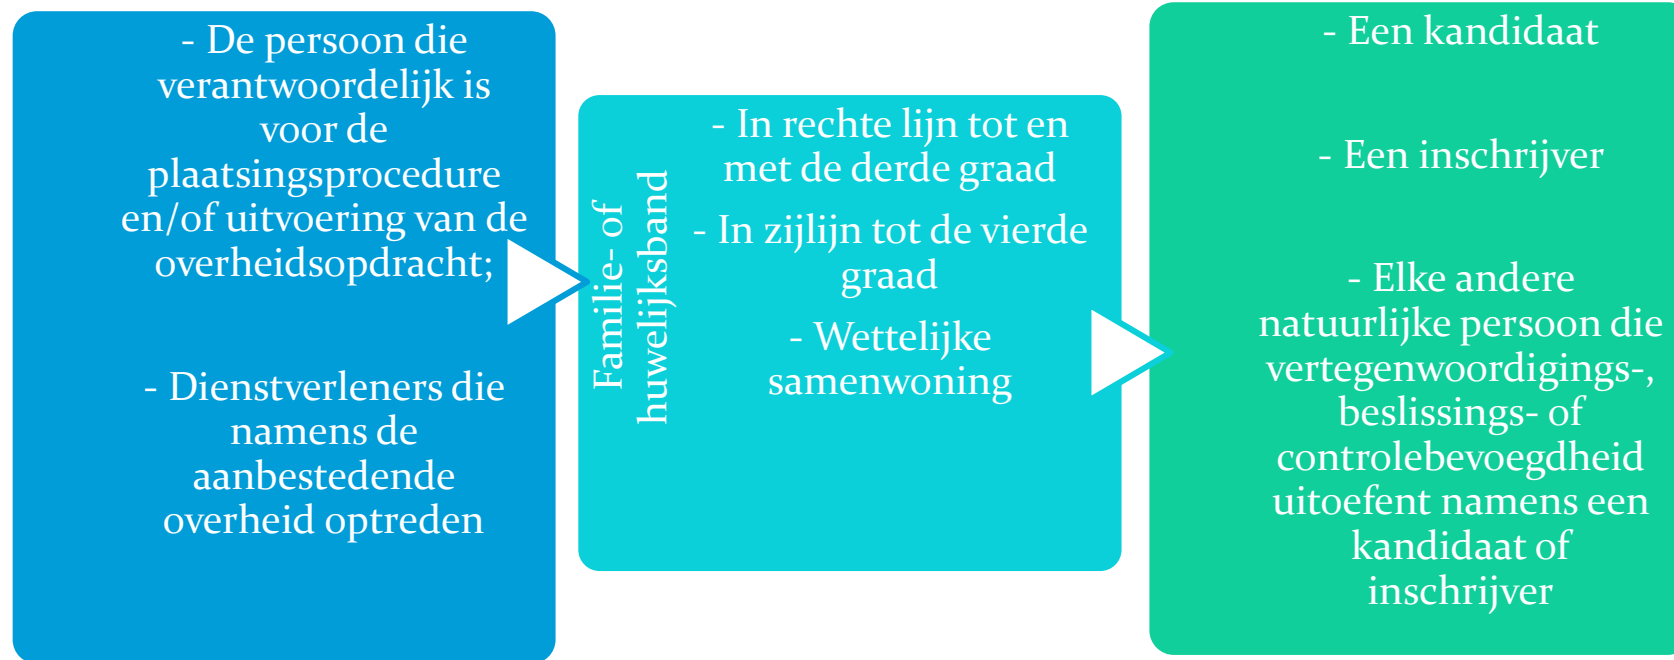 - De persoon die
verantwoordelijk is
voor de
plaatsingsprocedure
en/of uitvoering van de
overheidsopdracht;
- Dienstverleners die
namens de
aanbestedende
overheid optreden
Familie- of
huwelijksband
- In rechte lijn tot en
met de derde graad
- In zijlijn tot de vierde
graad
- Wettelijke
samenwoning
- Een kandidaat
- Een inschrijver
- Elke andere
natuurlijke persoon die
vertegenwoordigings-,
beslissings- of
controlebevoegdheid
uitoefent namens een
kandidaat of
inschrijver